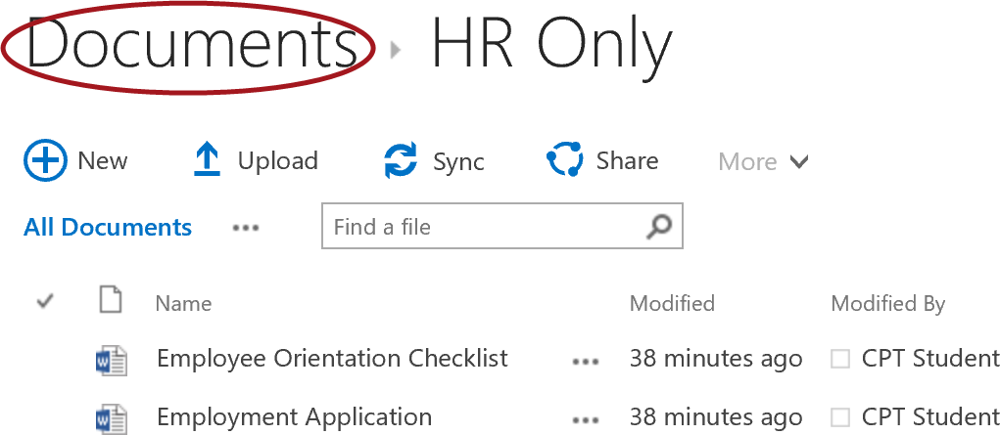 Documents HR Only
New Upload Sync Share More
All Documents ... Find a file
Name Modified Modified By
Employee Orientation Checklist ... 38 minutes ago CPT Student
Employment Application ... 38 minutes ago CPT Student